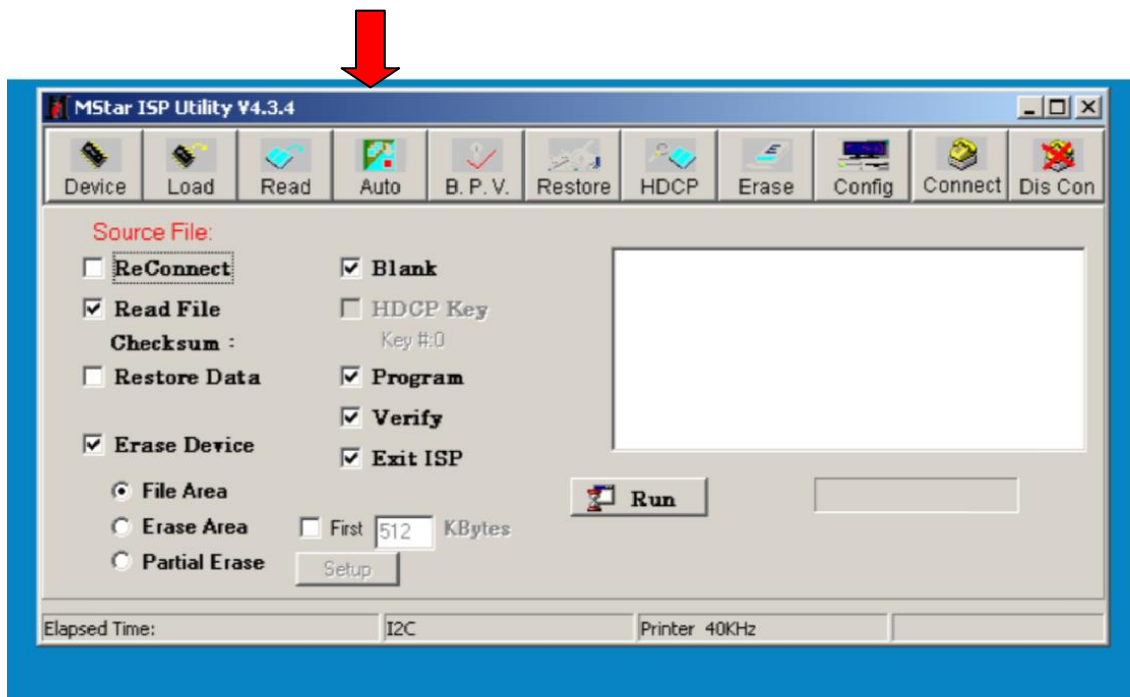 MStar ISP Utility V4.3.4
Device Load Read Auto B. P. V. Restore HDCP Erase Config Connect Dis Con
Source File:
ReConnect Blank
Read File HDCP Key
Checksum : Key #:0
Restore Data Program
Verify
Erase Device Exit ISP
File Area Run
Erase Area First 512 KBytes
Partial Erase Setup
Elapsed Time: I2C Printer 40KHz